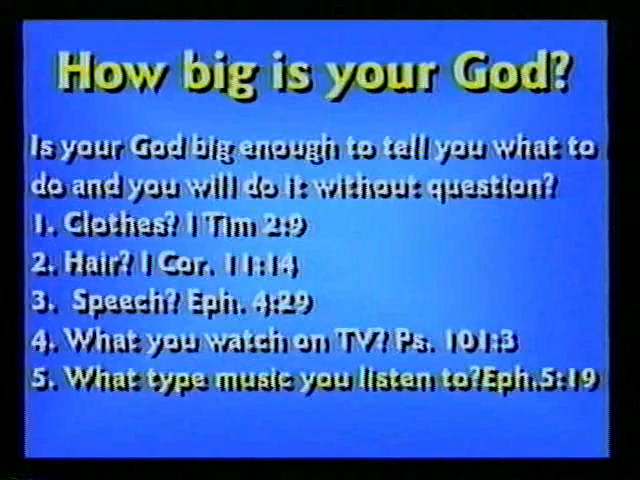 How big is your God?
Is your God big enough to tell you what to
do and you will do it without question?
1. Clothes? I Tim 2:9
2. Hair? I Cor. 11:14
3. Speech? Eph. 4:29
4. What you watch on TV? Ps. 101:3
5. What type music you listen to?Eph.5:19